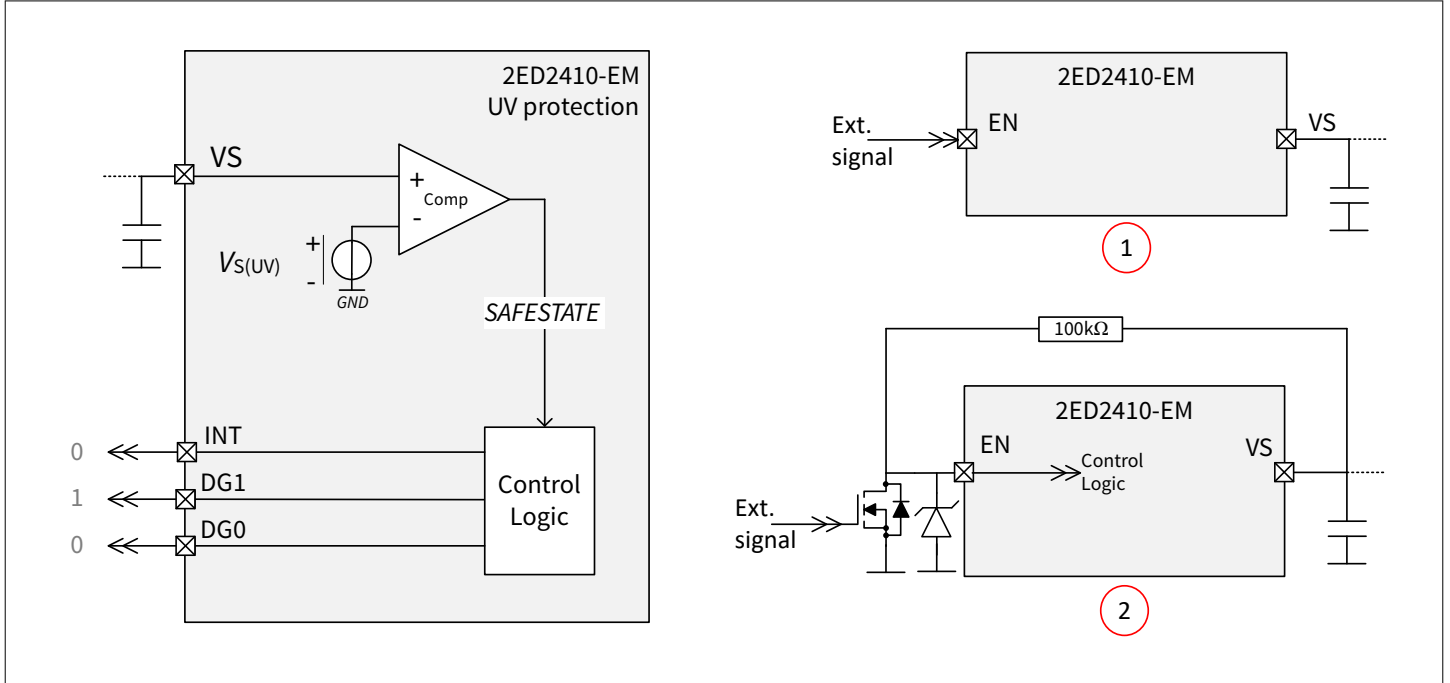 2ED2410-EM
UV protection
VS
+
Comp
-
+
VS(UV)
-
GND
SAFESTATE
INT
0
DG1
1
DG0
0
Control
Logic
2ED2410-EM
Ext.
signal
EN
VS
1
100kΩ
2ED2410-EM
EN
VS
Control
Logic
Ext.
signal
2